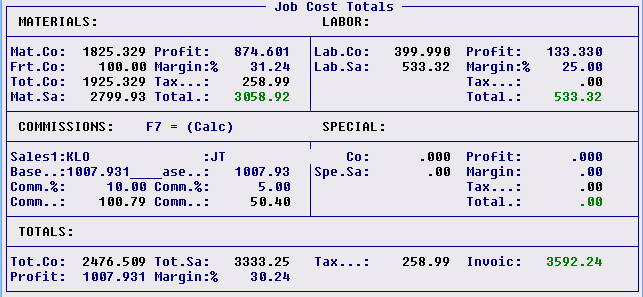 Job Cost Totals
MATERIALS: LABOR:
Mat.Co: 1825.329 Profit: 874.601 Lab.Co: 399.990 Profit: 133.330
Frt.Co: 100.00 Margin:% 31.24 Lab.Sa: 533.32 Margin:% 25.00
Tot.Co: 1925.329 Tax...: 258.99 Tax...: .00
Mat.Sa: 2799.93 Total.: 3058.92 Total.: 533.32
COMMISSIONS: F7 = (Calc) SPECIAL:
Sales1:KLO :JT Co: .000 Profit: .000
Base..:1007.931____ase..: 1007.93 Spe.Sa: .00 Margin: .00
Comm.%: 10.00 Comm.%: 5.00 Tax...: .00
Comm..: 100.79 Comm..: 50.40 Total.: .00
TOTALS:
Tot.Co: 2476.509 Tot.Sa: 3333.25 Tax...: 258.99 Invoic: 3592.24
Profit: 1007.931 Margin:% 30.24